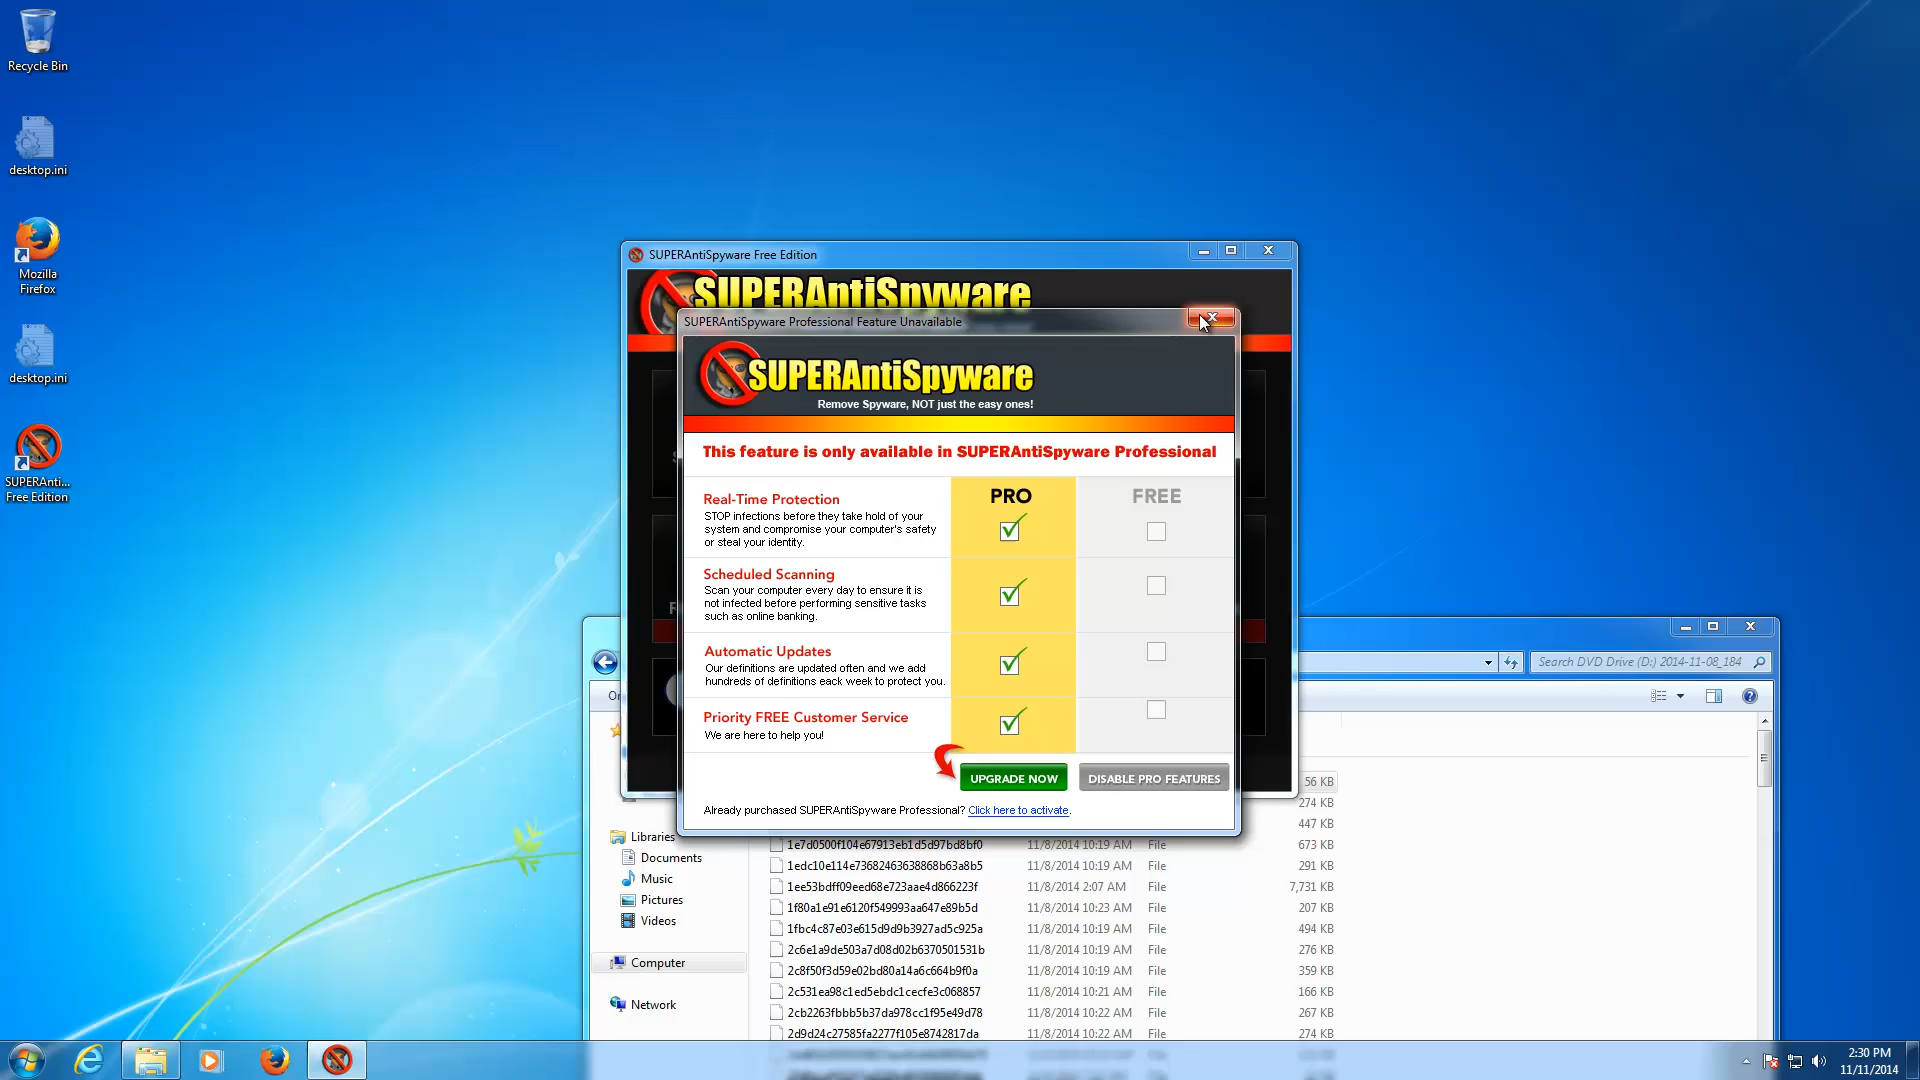 Recycle Bin
desktop.ini
Mozilla
Firefox
desktop.ini
SUPERAnti...
Free Edition
SUPERAntiSpyware Free Edition
SUPERAntiSpyware
SUPERAntiSpyware Professional Feature Unavailable
SUPERAntiSpyware
Remove Spyware, NOT just the easy ones!
This feature is only available in SUPERAntiSpyware Professional
PRO
FREE
Real-Time Protection
STOP infections before they take hold of your
system and compromise your computer's safety
or steal your identity.
Scheduled Scanning
Scan your computer every day to ensure it is
not infected before performing sensitive tasks
such as online banking.
Automatic Updates
Our definitions are updated often and we add
hundreds of definitions eack week to protect you.
Priority FREE Customer Service
We are here to help you!
UPGRADE NOW
DISABLE PRO FEATURES
Already purchased SUPERAntiSpyware Professional? Click here to activate.
Search DVD Drive (D:) 2014-11-08_184
56 KB
274 KB
447 KB
Libraries
Documents
Music
Pictures
Videos
Computer
Network
1e7d0500f104e67913eb1d5d97bd8bf0 11/8/2014 10:19 AM File 673 KB
1edc10e114e73682463638868b63a8b5 11/8/2014 10:19 AM File 291 KB
1ee53bdff09eed68e723aae4d866223f 11/8/2014 2:07 AM File 7,731 KB
1f80a1e91e6120f549993aa647e89b5d 11/8/2014 10:23 AM File 207 KB
1fbc4c87e03e615d9d9b3927ad5c925a 11/8/2014 10:19 AM File 494 KB
2c6e1a9de503a7d08d02b6370501531b 11/8/2014 10:19 AM File 276 KB
2c8f50f3d59e02bd80a14a6c664b9f0a 11/8/2014 10:19 AM File 359 KB
2c531ea98c1ed5ebdc1cecfe3c068857 11/8/2014 10:21 AM File 166 KB
2cb2263fbbb5b37da978cc1f95e49d78 11/8/2014 10:22 AM File 267 KB
2d9d24c27585fa2277f105e8742817da 11/8/2014 10:22 AM File 274 KB
2:30 PM
11/11/2014